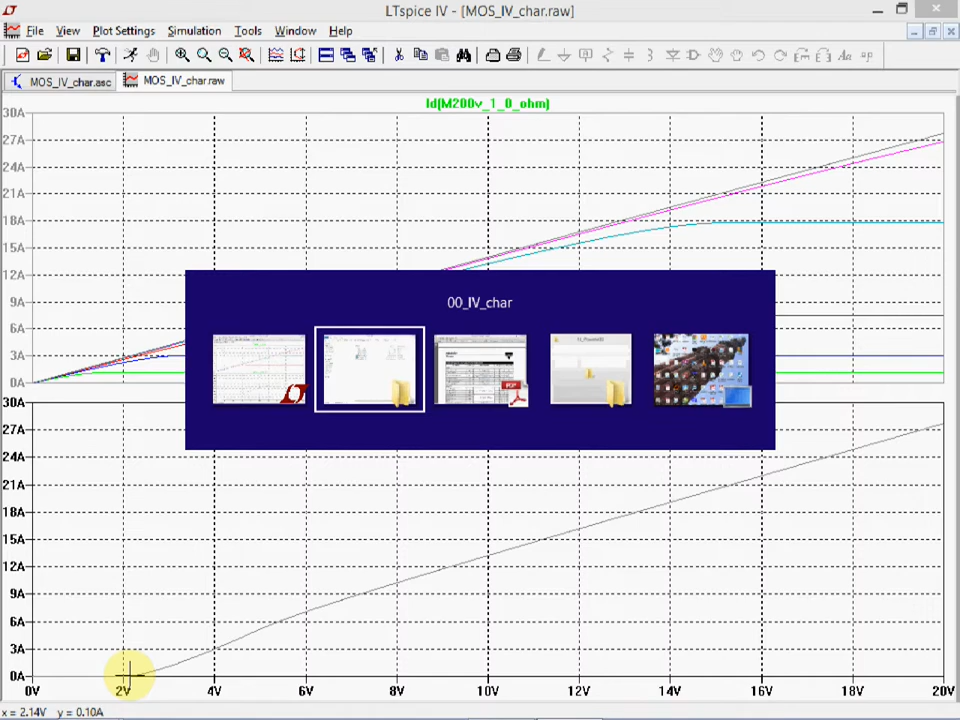 LTspice IV - [MOS_IV_char.raw]
File View Plot Settings Simulation Tools Window Help
MOS_IV_char.asc MOS_IV_char.raw
Id(M200v_1_0_ohm)
30A
27A
24A
21A
18A
15A
12A
9A
6A
3A
0A
00_IV_char
PDF
30A
27A
24A
21A
18A
15A
12A
9A
6A
3A
0A
0V 2V 4V 6V 8V 10V 12V 14V 16V 18V 20V
x = 2.14V y = 0.10A